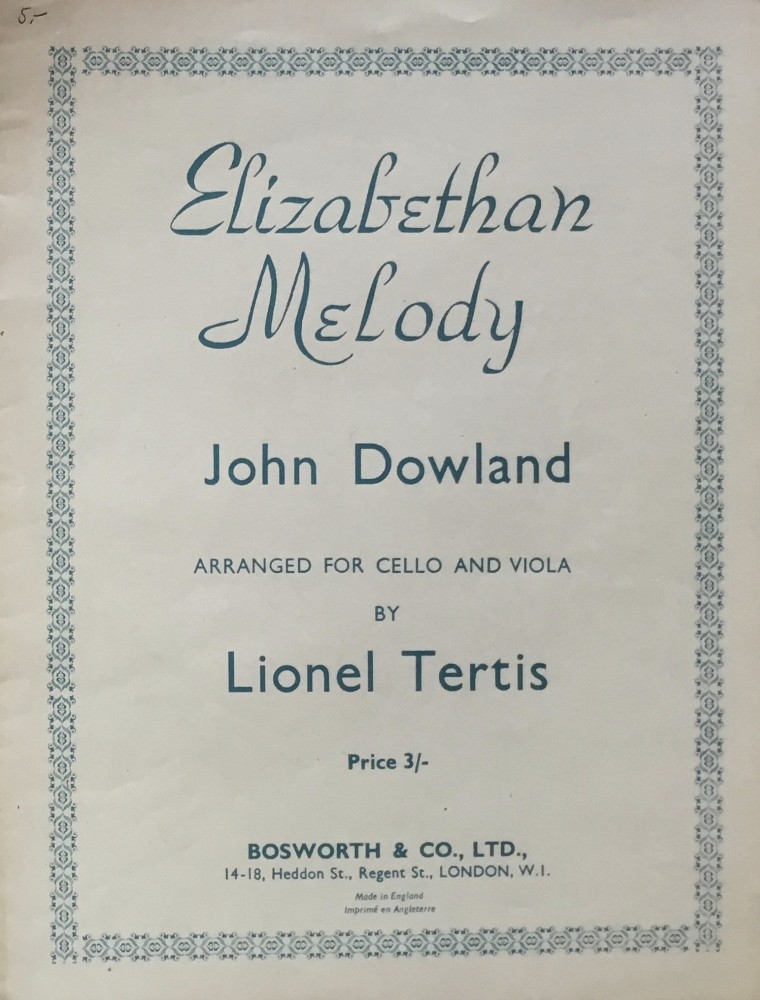 5,-
Elizabethan
Melody
John Dowland
ARRANGED FOR CELLO AND VIOLA
BY
Lionel Tertis
Price 3/-
BOSWORTH & CO., LTD.,
14-18, Heddon St., Regent St., LONDON, W.1.
Made in England
Imprimé en Angleterre